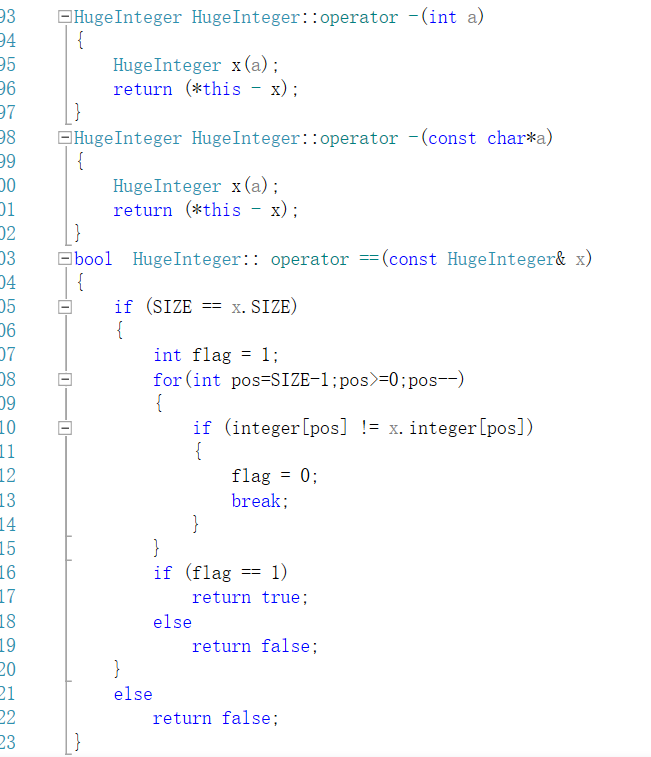 93 HugeInteger HugeInteger::operator -(int a)
94 {
95     HugeInteger x(a);
96     return (*this - x);
97 }
98 HugeInteger HugeInteger::operator -(const char*a)
99 {
00     HugeInteger x(a);
01     return (*this - x);
02 }
03 bool  HugeInteger:: operator ==(const HugeInteger& x)
04 {
05     if (SIZE == x.SIZE)
06     {
07         int flag = 1;
08         for(int pos=SIZE-1;pos>=0;pos--)
09         {
10             if (integer[pos] != x.integer[pos])
11             {
12                 flag = 0;
13                 break;
14             }
15         }
16         if (flag == 1)
17             return true;
18         else
19             return false;
20     }
21     else
22         return false;
23 }